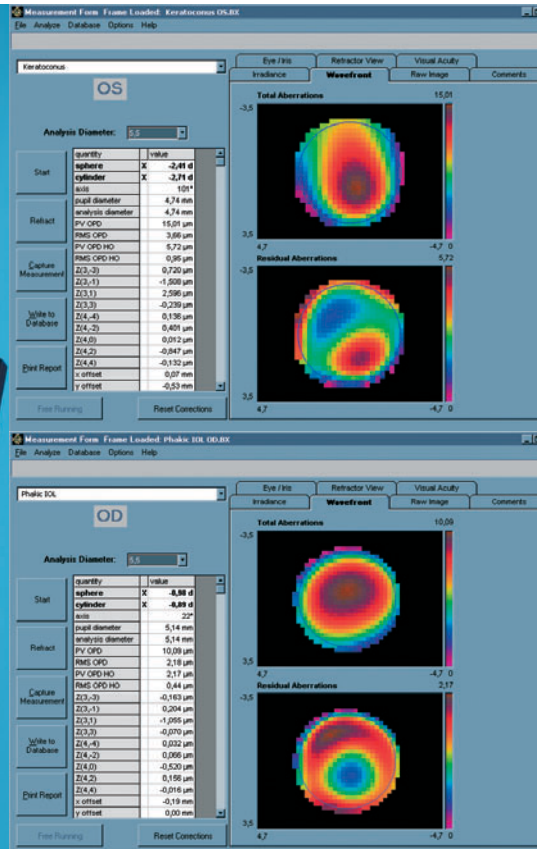 Measurement Form Frame Loaded: Keratoconus OS.BX
File Analyze Database Options Help
Keratoconus
OS
Analysis Diameter: 5,5
Eye / Iris Refractor View Visual Acuity
Irradiance Wavefront Raw Image Comments
Total Aberrations 15,01
-3,5
3,5
4,7 -4,7 0
Residual Aberrations 5,72
3,5
4,7 -4,7 0
Start
Refract
Capture
Measurement
Write to
Database
Print Report
quantity value
sphere X -2,41 d
cylinder X -2,71 d
axis 101°
pupil diameter 4,74 mm
analysis diameter 4,74 mm
PV OPD 15,01 µm
RMS OPD 3,66 µm
PV OPD HO 5,72 µm
RMS OPD HO 0,95 µm
Z(3,-3) 0,720 µm
Z(3,-1) -1,508 µm
Z(3,1) 2,596 µm
Z(3,3) -0,239 µm
Z(4,-4) 0,136 µm
Z(4,-2) 0,401 µm
Z(4,0) 0,012 µm
Z(4,2) -0,847 µm
Z(4,4) -0,132 µm
x offset 0,07 mm
y offset -0,53 mm
Free Running Reset Corrections
Measurement Form Frame Loaded: Phakic IOL OD.BX
File Analyze Database Options Help
Phakic IOL
OD
Analysis Diameter: 5,5
Eye / Iris Refractor View Visual Acuity
Irradiance Wavefront Raw Image Comments
Total Aberrations 10,09
-3,5
3,5
4,7 -4,7 0
Residual Aberrations 2,17
3,5
4,7 -4,7 0
Start
Refract
Capture
Measurement
Write to
Database
Print Report
quantity value
sphere X
cylinder X
axis 22°
pupil diameter 5,14 mm
analysis diameter 5,14 mm
PV OPD 10,09 µm
RMS OPD 2,18 µm
PV OPD HO 2,17 µm
RMS OPD HO 0,44 µm
Z(3,-3) -0,163 µm
Z(3,-1) 0,204 µm
Z(3,1) -1,055 µm
Z(3,3) -0,070 µm
Z(4,-4) 0,032 µm
Z(4,-2) 0,066 µm
Z(4,0) -0,520 µm
Z(4,2) 0,156 µm
Z(4,4) -0,016 µm
x offset -0,19 mm
y offset 0,00 mm
Free Running Reset Corrections